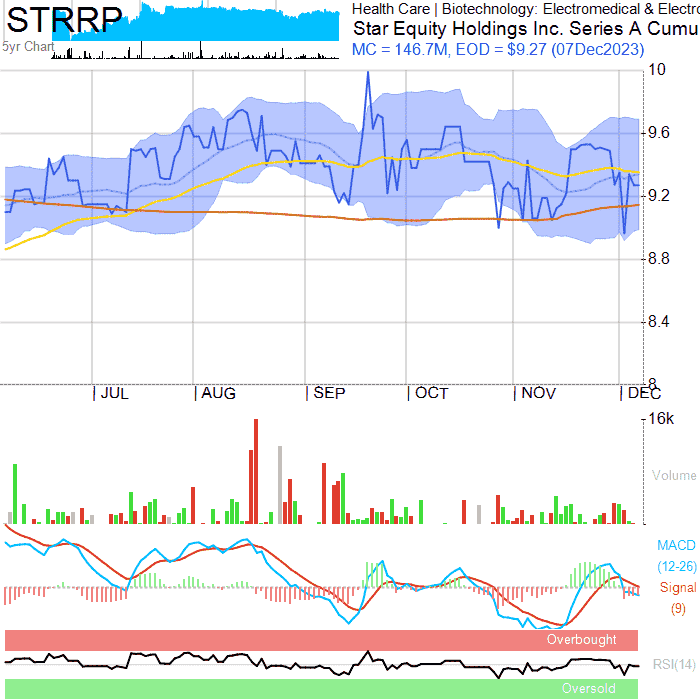 STRRP
5yr Chart
Health Care | Biotechnology: Electromedical & Electro
Star Equity Holdings Inc. Series A Cumu
MC = 146.7M, EOD = $9.27 (07Dec2023)
10
9.6
9.2
8.8
8.4
8
JUL AUG SEP OCT NOV DEC
16k
Volume
MACD
(12-26)
Signal
(9)
Overbought
RSI(14)
Oversold